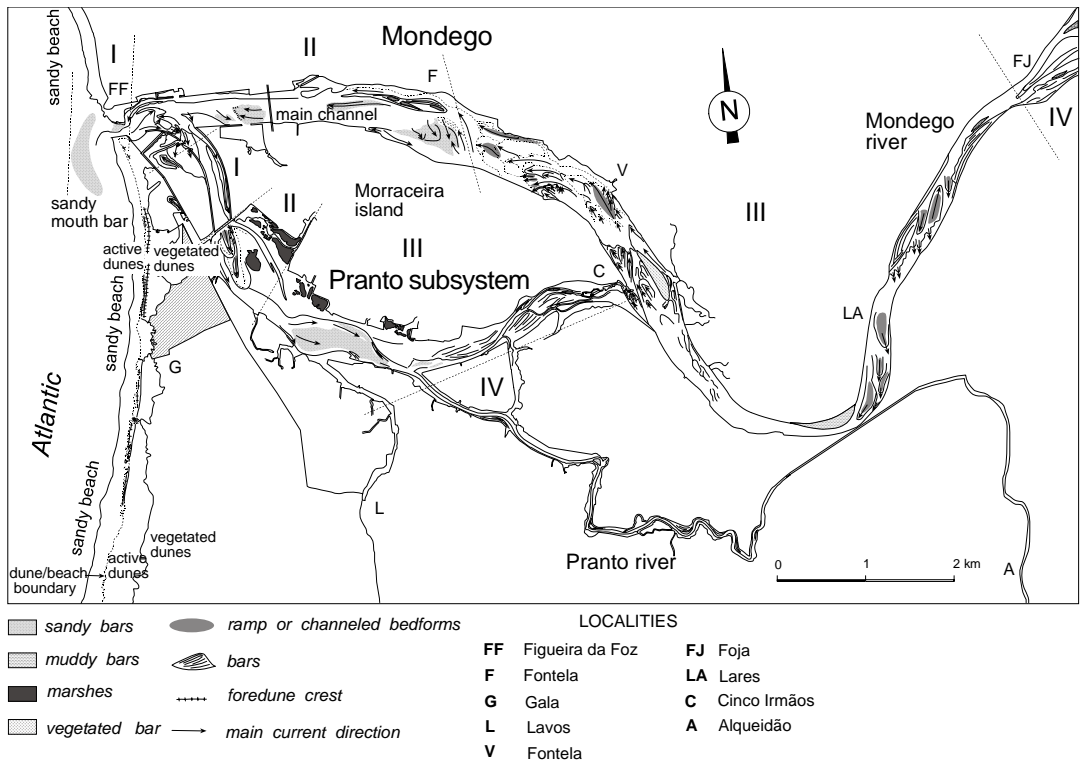 sandy beach
I
FF
II
Mondego
F
FJ
IV
main channel
N
Mondego
river
sandy
mouth bar
I
II
Morraceira
island
V
III
III
active
dunes
vegetated
dunes
Pranto subsystem
C
sandy beach
LA
G
IV
Atlantic
L
sandy beach
vegetated
dunes
dune/beach
boundary
active
dunes
Pranto river
0 1 2 km
A
sandy bars
muddy bars
marshes
vegetated bar
ramp or channeled bedforms
bars
foredune crest
main current direction
LOCALITIES
FF Figueira da Foz
F Fontela
G Gala
L Lavos
V Fontela
FJ Foja
LA Lares
C Cinco Irmãos
A Alqueidão